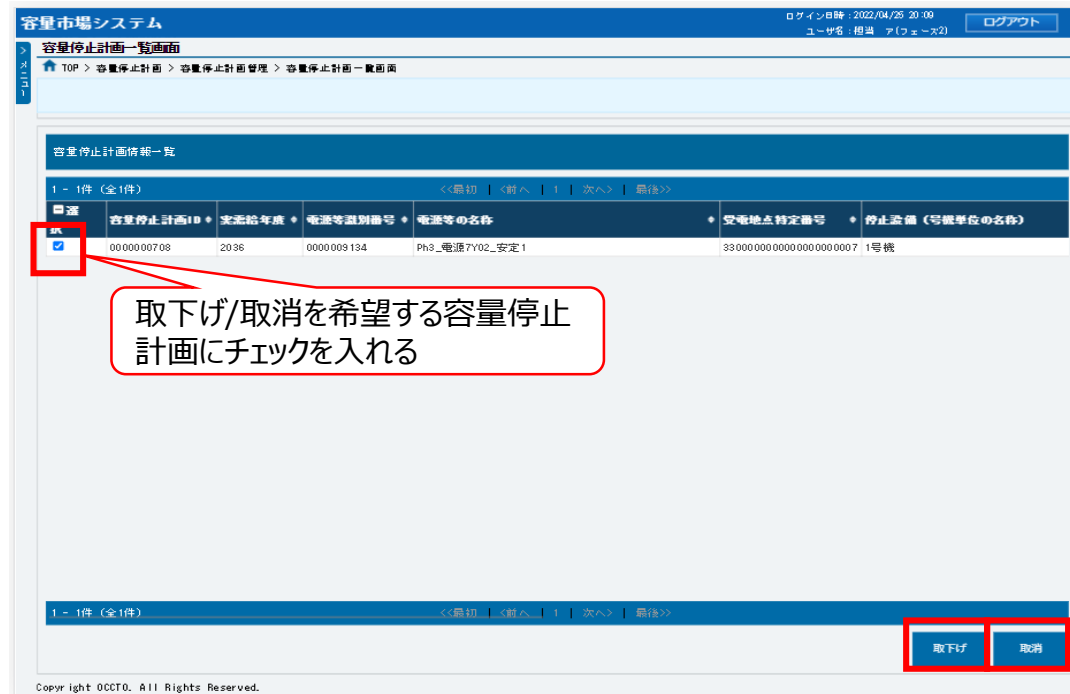 容量市場システム
ログイン日時：2022/04/25 20:09
ユーザ名：担当　ア(フェーズ2)
ログアウト
> メニュー
容量停止計画一覧画面
TOP > 容量停止計画 > 容量停止計画管理 > 容量停止計画一覧画面
容量停止計画情報一覧
1 - 1件 (全1件) <<最初 | <前へ | 1 | 次へ> | 最後>>
選択 容量停止計画ID 実需給年度 電源等識別番号 電源等の名称 受電地点特定番号 停止設備 (号機単位の名称)
0000000708 2036 0000009134 Ph3_電源7Y02_安定1 3300000000000000000007 1号機
取下げ/取消を希望する容量停止
計画にチェックを入れる
1 - 1件 (全1件) <<最初 | <前へ | 1 | 次へ> | 最後>>
取下げ 取消
Copyright OCCTO. All Rights Reserved.